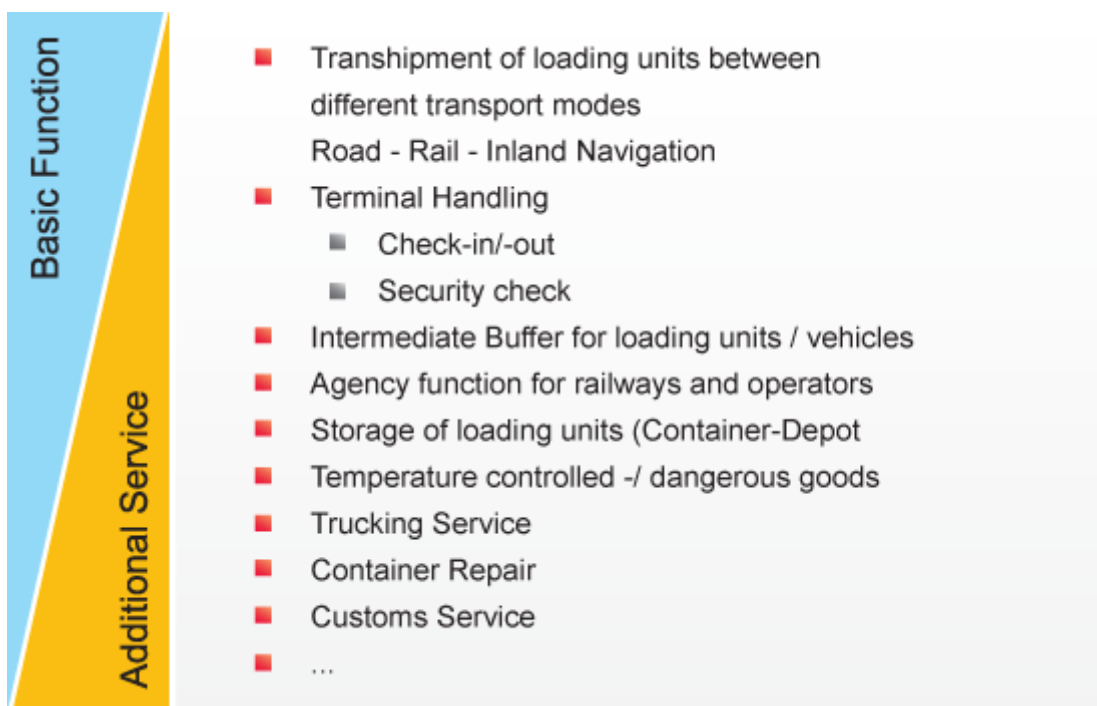 Basic Function
Additional Service
Transhipment of loading units between
different transport modes
Road - Rail - Inland Navigation
Terminal Handling
Check-in/-out
Security check
Intermediate Buffer for loading units / vehicles
Agency function for railways and operators
Storage of loading units (Container-Depot
Temperature controlled -/ dangerous goods
Trucking Service
Container Repair
Customs Service
...